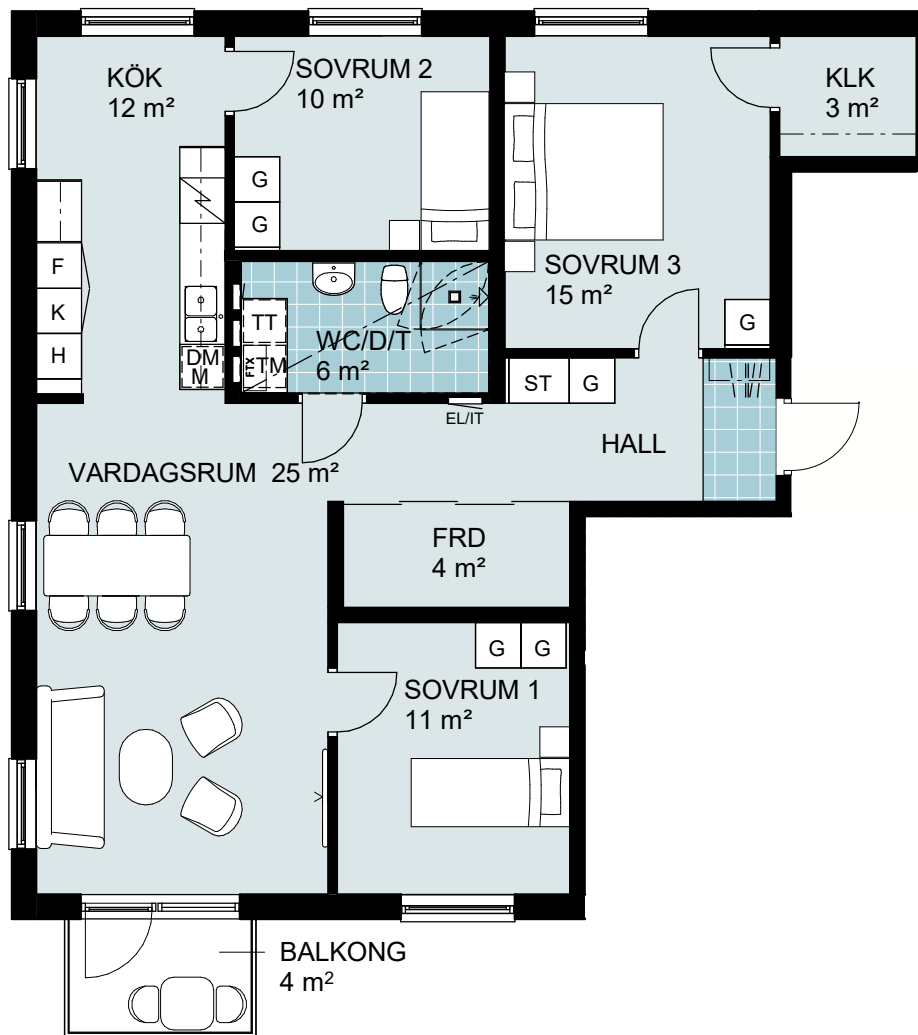 KÖK
12 m²
SOVRUM 2
10 m²
KLK
3 m²
G
G
F
K
H
SOVRUM 3
15 m²
G
TT
WC/D/T
6 m²
FTX
TM
DM
M
ST
G
EL/IT
HALL
VARDAGSRUM 25 m²
FRD
4 m²
G
G
SOVRUM 1
11 m²
BALKONG
4 m²